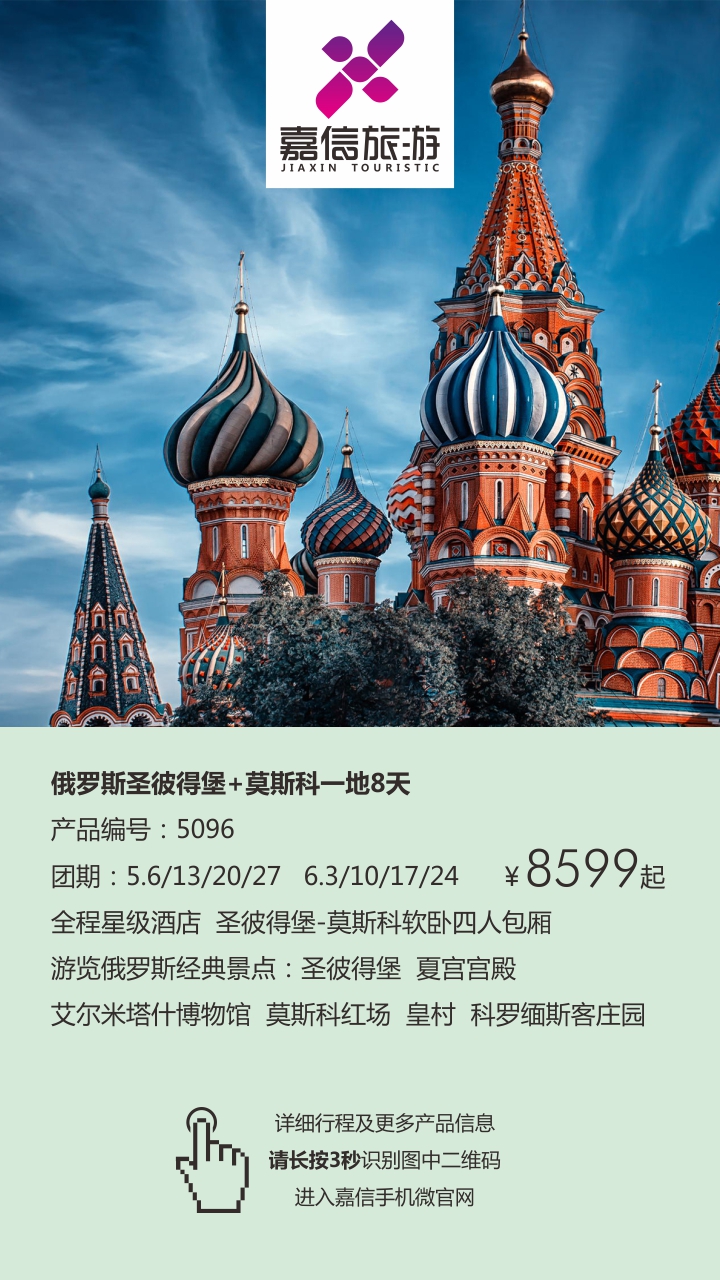 嘉信旅游
JIAXIN TOURISTIC
俄罗斯圣彼得堡+莫斯科一地8天
产品编号：5096
团期：5.6/13/20/27 6.3/10/17/24 ¥8599起
全程星级酒店 圣彼得堡-莫斯科软卧四人包厢
游览俄罗斯经典景点：圣彼得堡 夏宫宫殿
艾尔米塔什博物馆 莫斯科红场 皇村 科罗缅斯客庄园
详细行程及更多产品信息
请长按3秒识别图中二维码
进入嘉信手机微官网